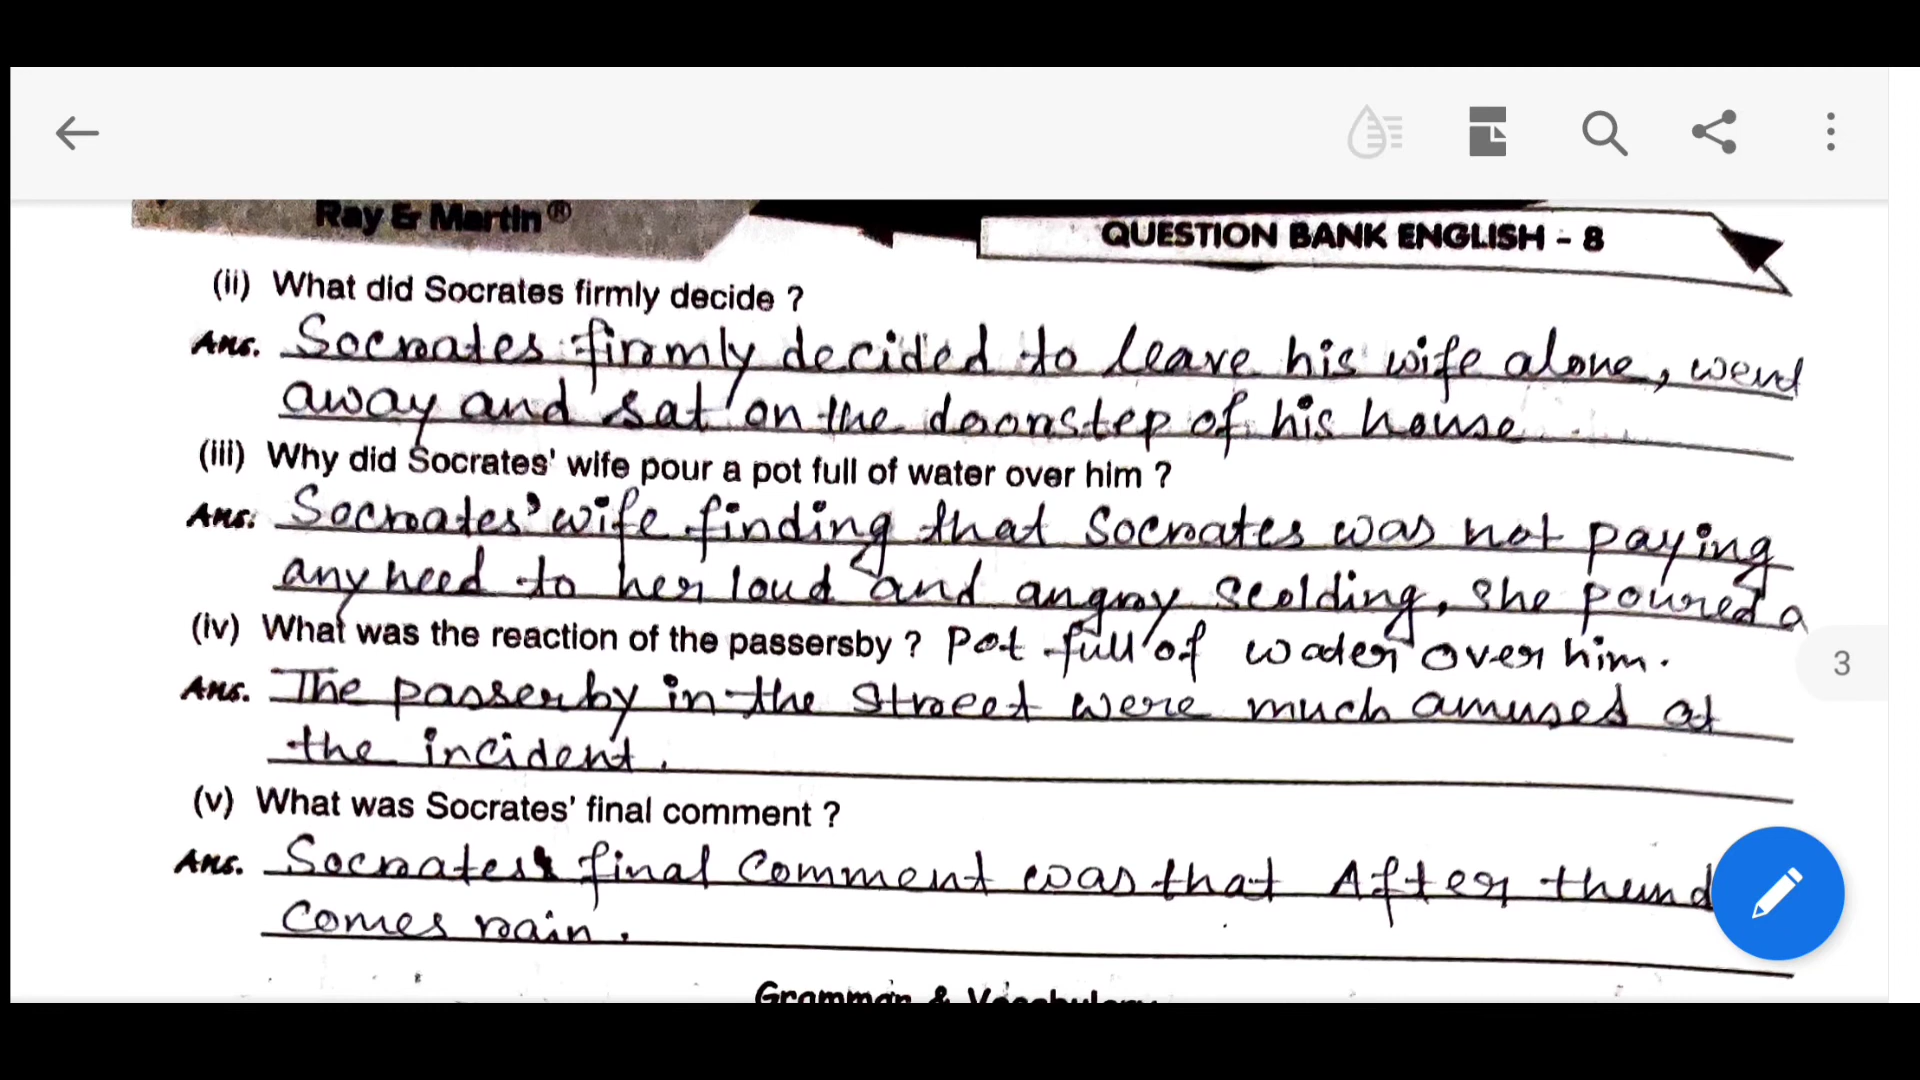 Ray & Martin®
QUESTION BANK ENGLISH - 8
(ii) What did Socrates firmly decide ?
Ans. Socrates firmly decided to leave his wife alone, went
away and sat on the doorstep of his house
(iii) Why did Socrates' wife pour a pot full of water over him ?
Ans. Socrates' wife finding that Socrates was not paying
any heed to her loud and angry scolding, she poured a
(iv) What was the reaction of the passersby ? Pot full of water over him.
3
Ans. The passerby in the Street were much amused at
the incident.
(v) What was Socrates' final comment ?
Ans. Socrates final Comment was that After thund
Comes rain.
Grammar & Vocabulary